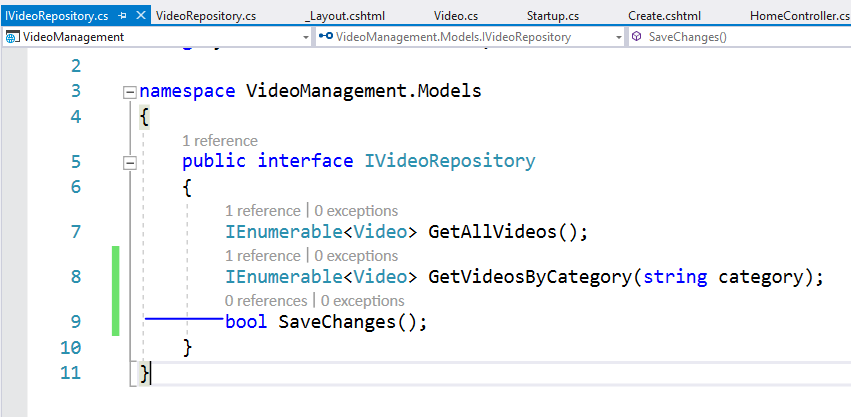 IVideoRepository.cs VideoRepository.cs _Layout.cshtml Video.cs Startup.cs Create.cshtml HomeController.cs
VideoManagement VideoManagement.Models.IVideoRepository SaveChanges()
2
3 namespace VideoManagement.Models
4 {
1 reference
5 public interface IVideoRepository
6 {
1 reference | 0 exceptions
7 IEnumerable<Video> GetAllVideos();
1 reference | 0 exceptions
8 IEnumerable<Video> GetVideosByCategory(string category);
0 references | 0 exceptions
9 bool SaveChanges();
10 }
11 }